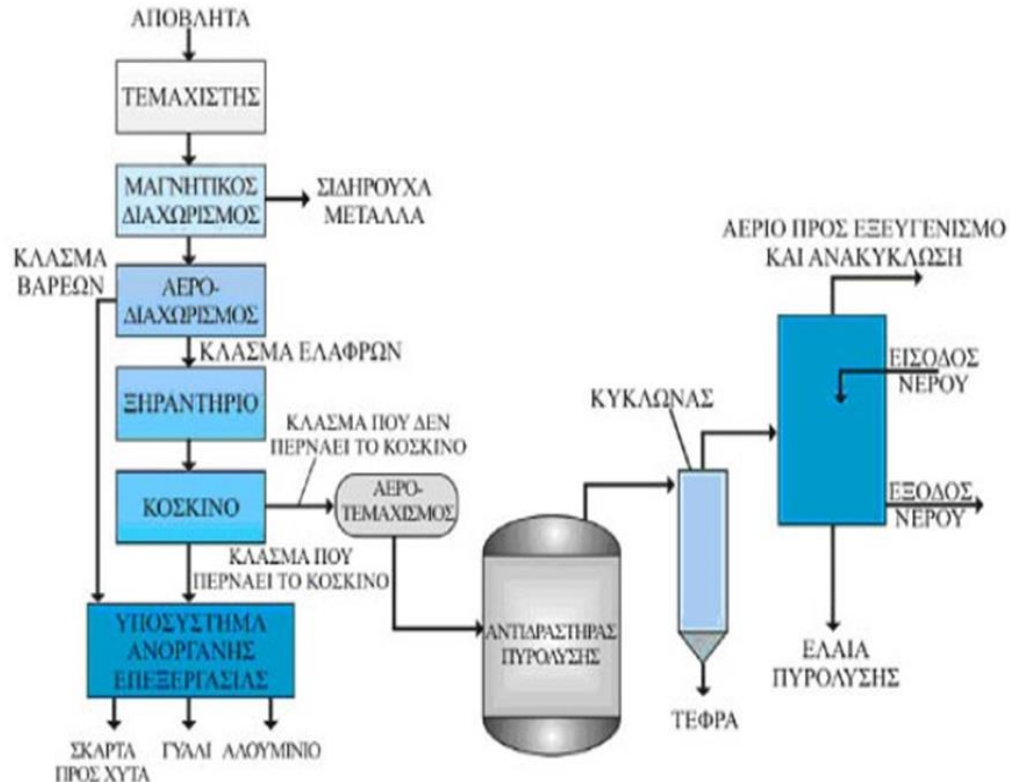 ΑΠΟΒΛΗΤΑ
ΤΕΜΑΧΙΣΤΗΣ
ΜΑΓΝΗΤΙΚΟΣ
ΔΙΑΧΩΡΙΣΜΟΣ
ΣΙΔΗΡΟΥΧΑ
ΜΕΤΑΛΛΑ
ΚΛΑΣΜΑ
ΒΑΡΕΩΝ
ΑΕΡΟ-
ΔΙΑΧΩΡΙΣΜΟΣ
ΚΛΑΣΜΑ ΕΛΑΦΡΩΝ
ΞΗΡΑΝΤΗΡΙΟ
ΚΛΑΣΜΑ ΠΟΥ ΔΕΝ
ΠΕΡΝΑΕΙ ΤΟ ΚΟΣΚΙΝΟ
ΚΟΣΚΙΝΟ
ΑΕΡΟ-
ΤΕΜΑΧΙΣΜΟΣ
ΚΛΑΣΜΑ ΠΟΥ
ΠΕΡΝΑΕΙ ΤΟ ΚΟΣΚΙΝΟ
ΥΠΟΣΥΣΤΗΜΑ
ΑΝΟΡΓΑΝΗΣ
ΕΠΕΞΕΡΓΑΣΙΑΣ
ΣΚΑΡΤΑ
ΠΡΟΣ ΧΥΤΑ
ΓΥΑΛΙ
ΑΛΟΥΜΙΝΙΟ
ΑΝΤΙΔΡΑΣΤΗΡΑΣ
ΠΥΡΟΛΥΣΗΣ
ΚΥΚΛΩΝΑΣ
ΤΕΦΡΑ
ΑΕΡΙΟ ΠΡΟΣ ΕΞΕΥΓΕΝΙΣΜΟ
ΚΑΙ ΑΝΑΚΥΚΛΩΣΗ
ΕΙΣΟΔΟΣ
ΝΕΡΟΥ
ΕΞΟΔΟΣ
ΝΕΡΟΥ
ΕΛΑΙΑ
ΠΥΡΟΛΥΣΗΣ